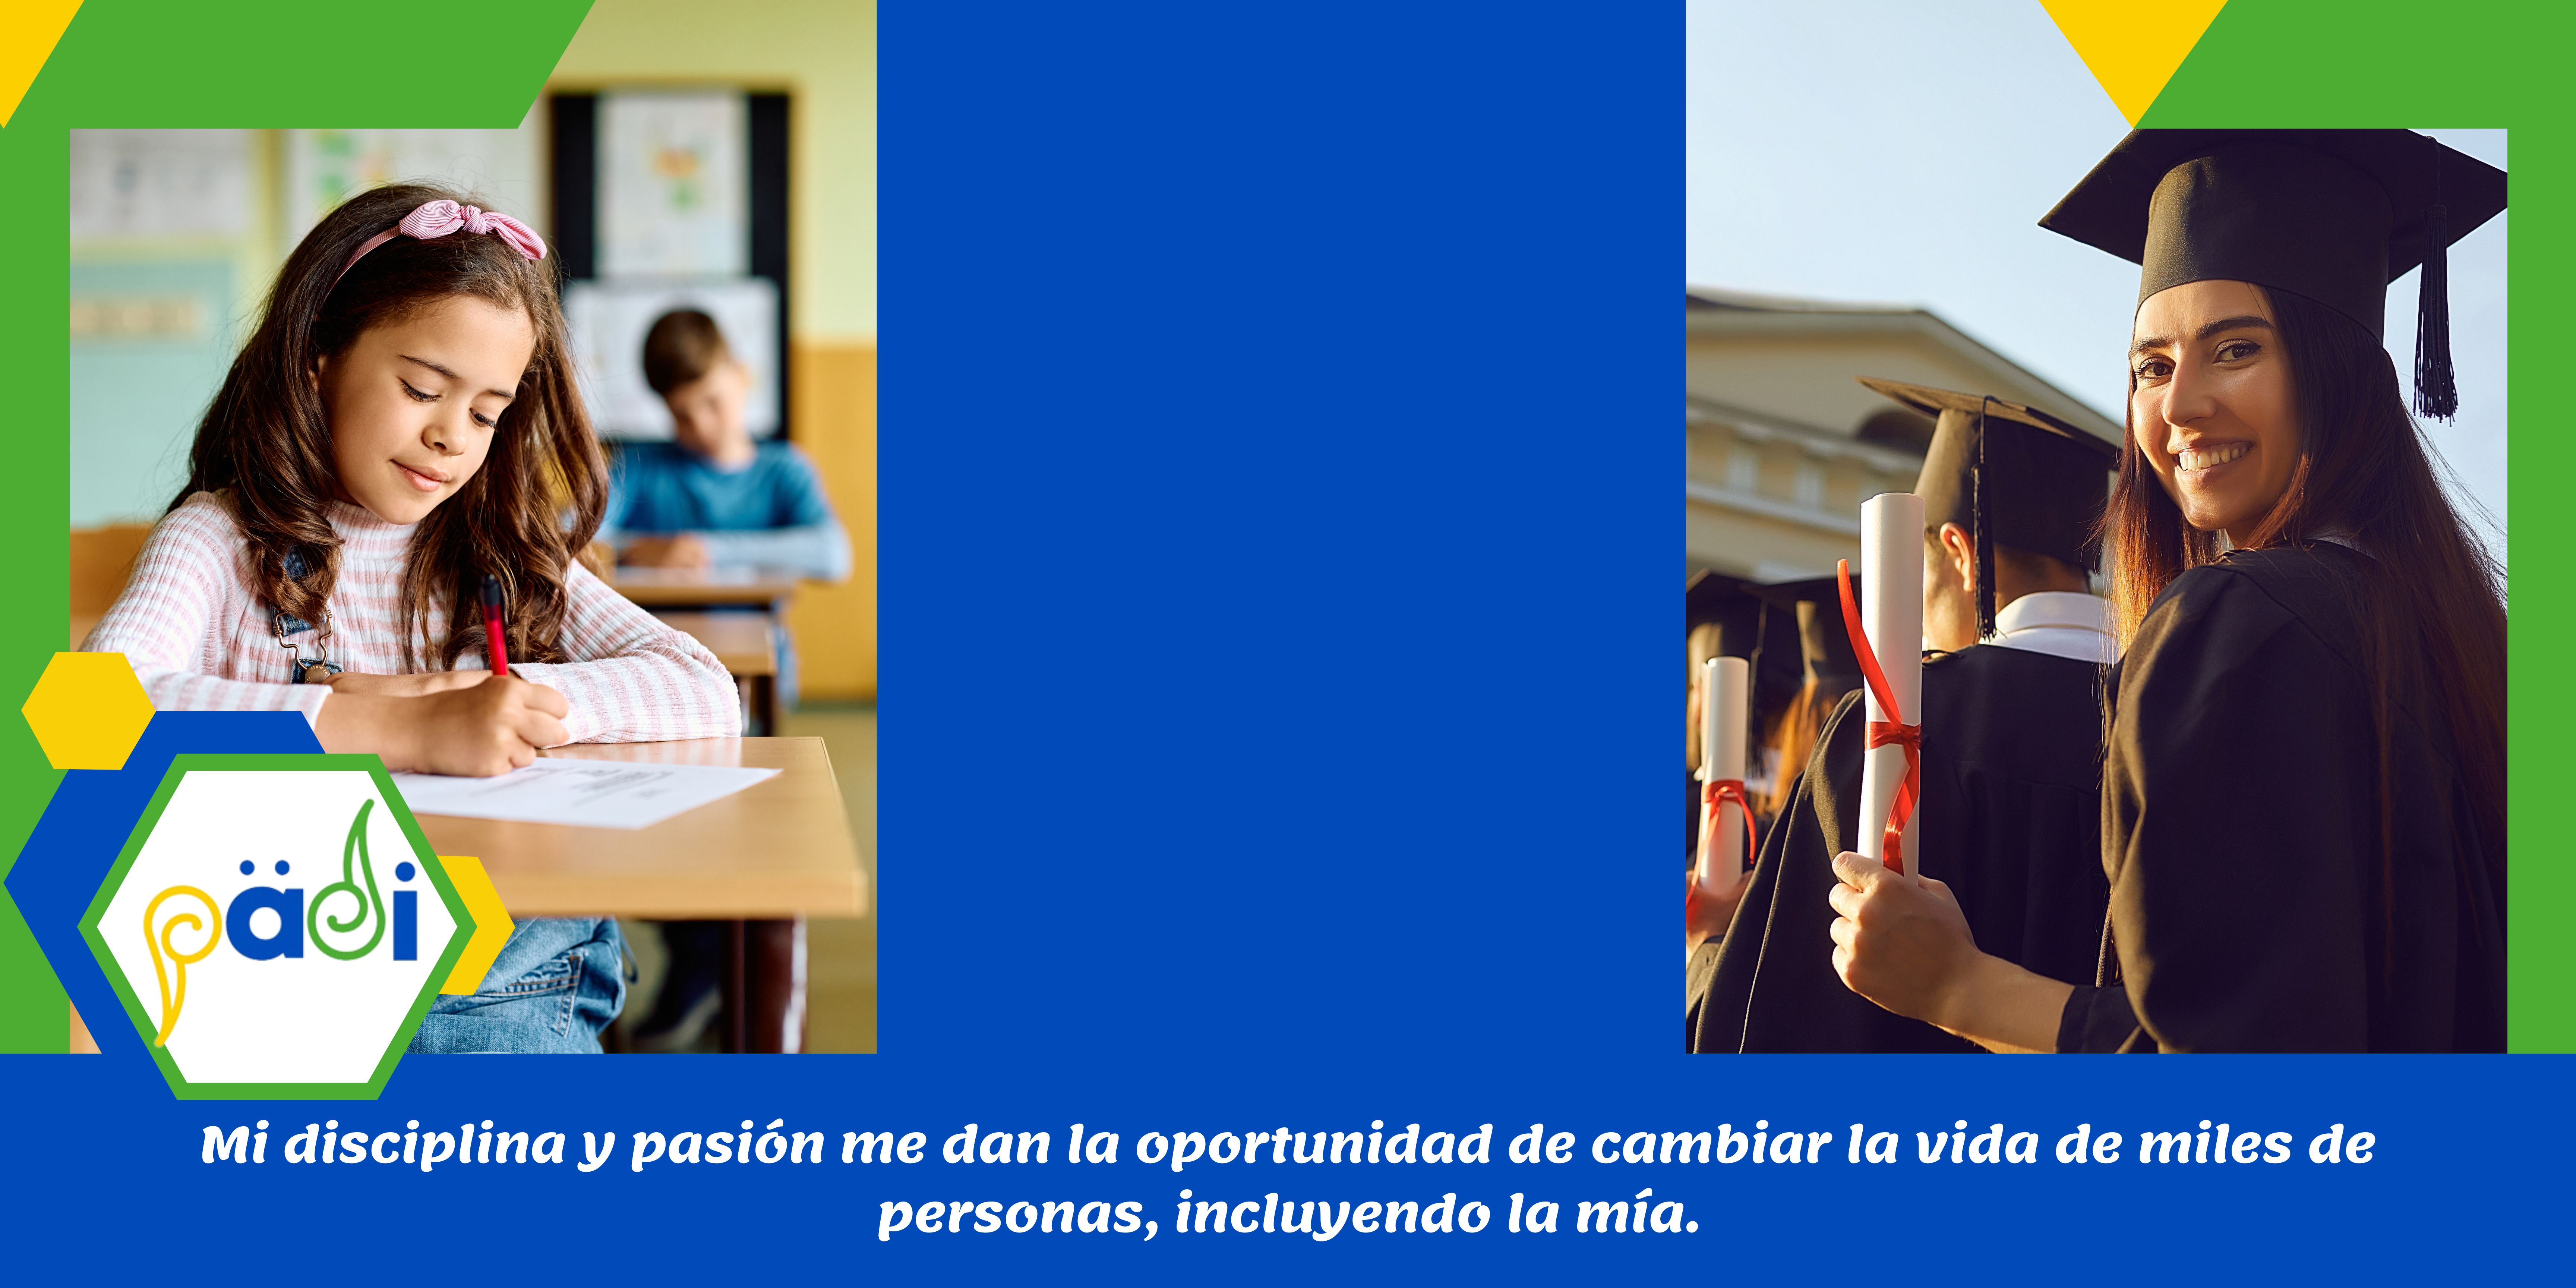 pädi
Mi disciplina y pasión me dan la oportunidad de cambiar la vida de miles de
personas, incluyendo la mía.